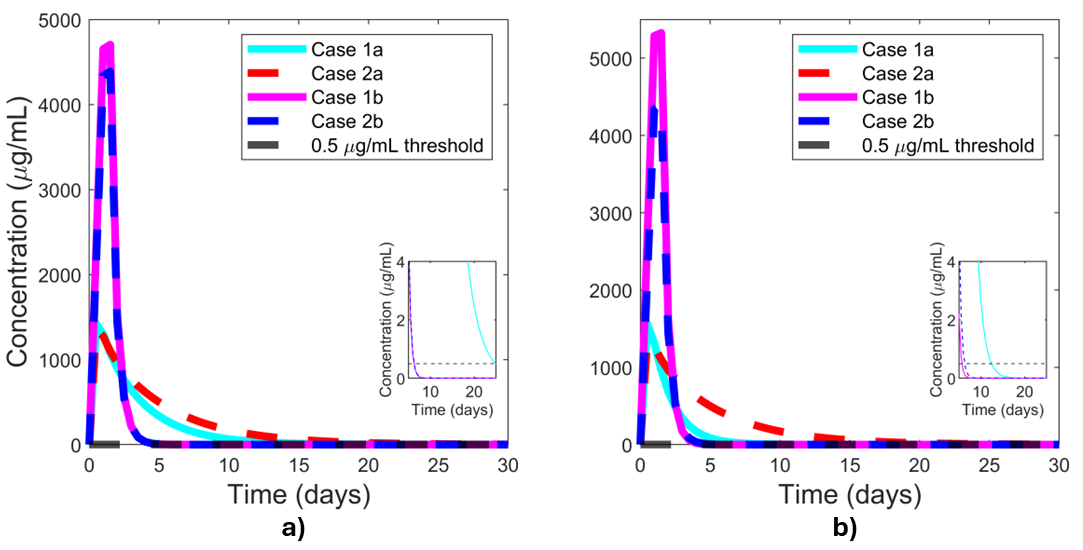 5000
4000
3000
2000
1000
0
Concentration (μg/mL)
Case 1a
Case 2a
Case 1b
Case 2b
0.5 μg/mL threshold
4
2
0
Concentration (μg/mL)
10 20
Time (days)
0 5 10 15 20 25 30
Time (days)
a)
5000
4000
3000
2000
1000
0
Case 1a
Case 2a
Case 1b
Case 2b
0.5 μg/mL threshold
4
2
0
Concentration (μg/mL)
10 20
Time (days)
0 5 10 15 20 25 30
Time (days)
b)